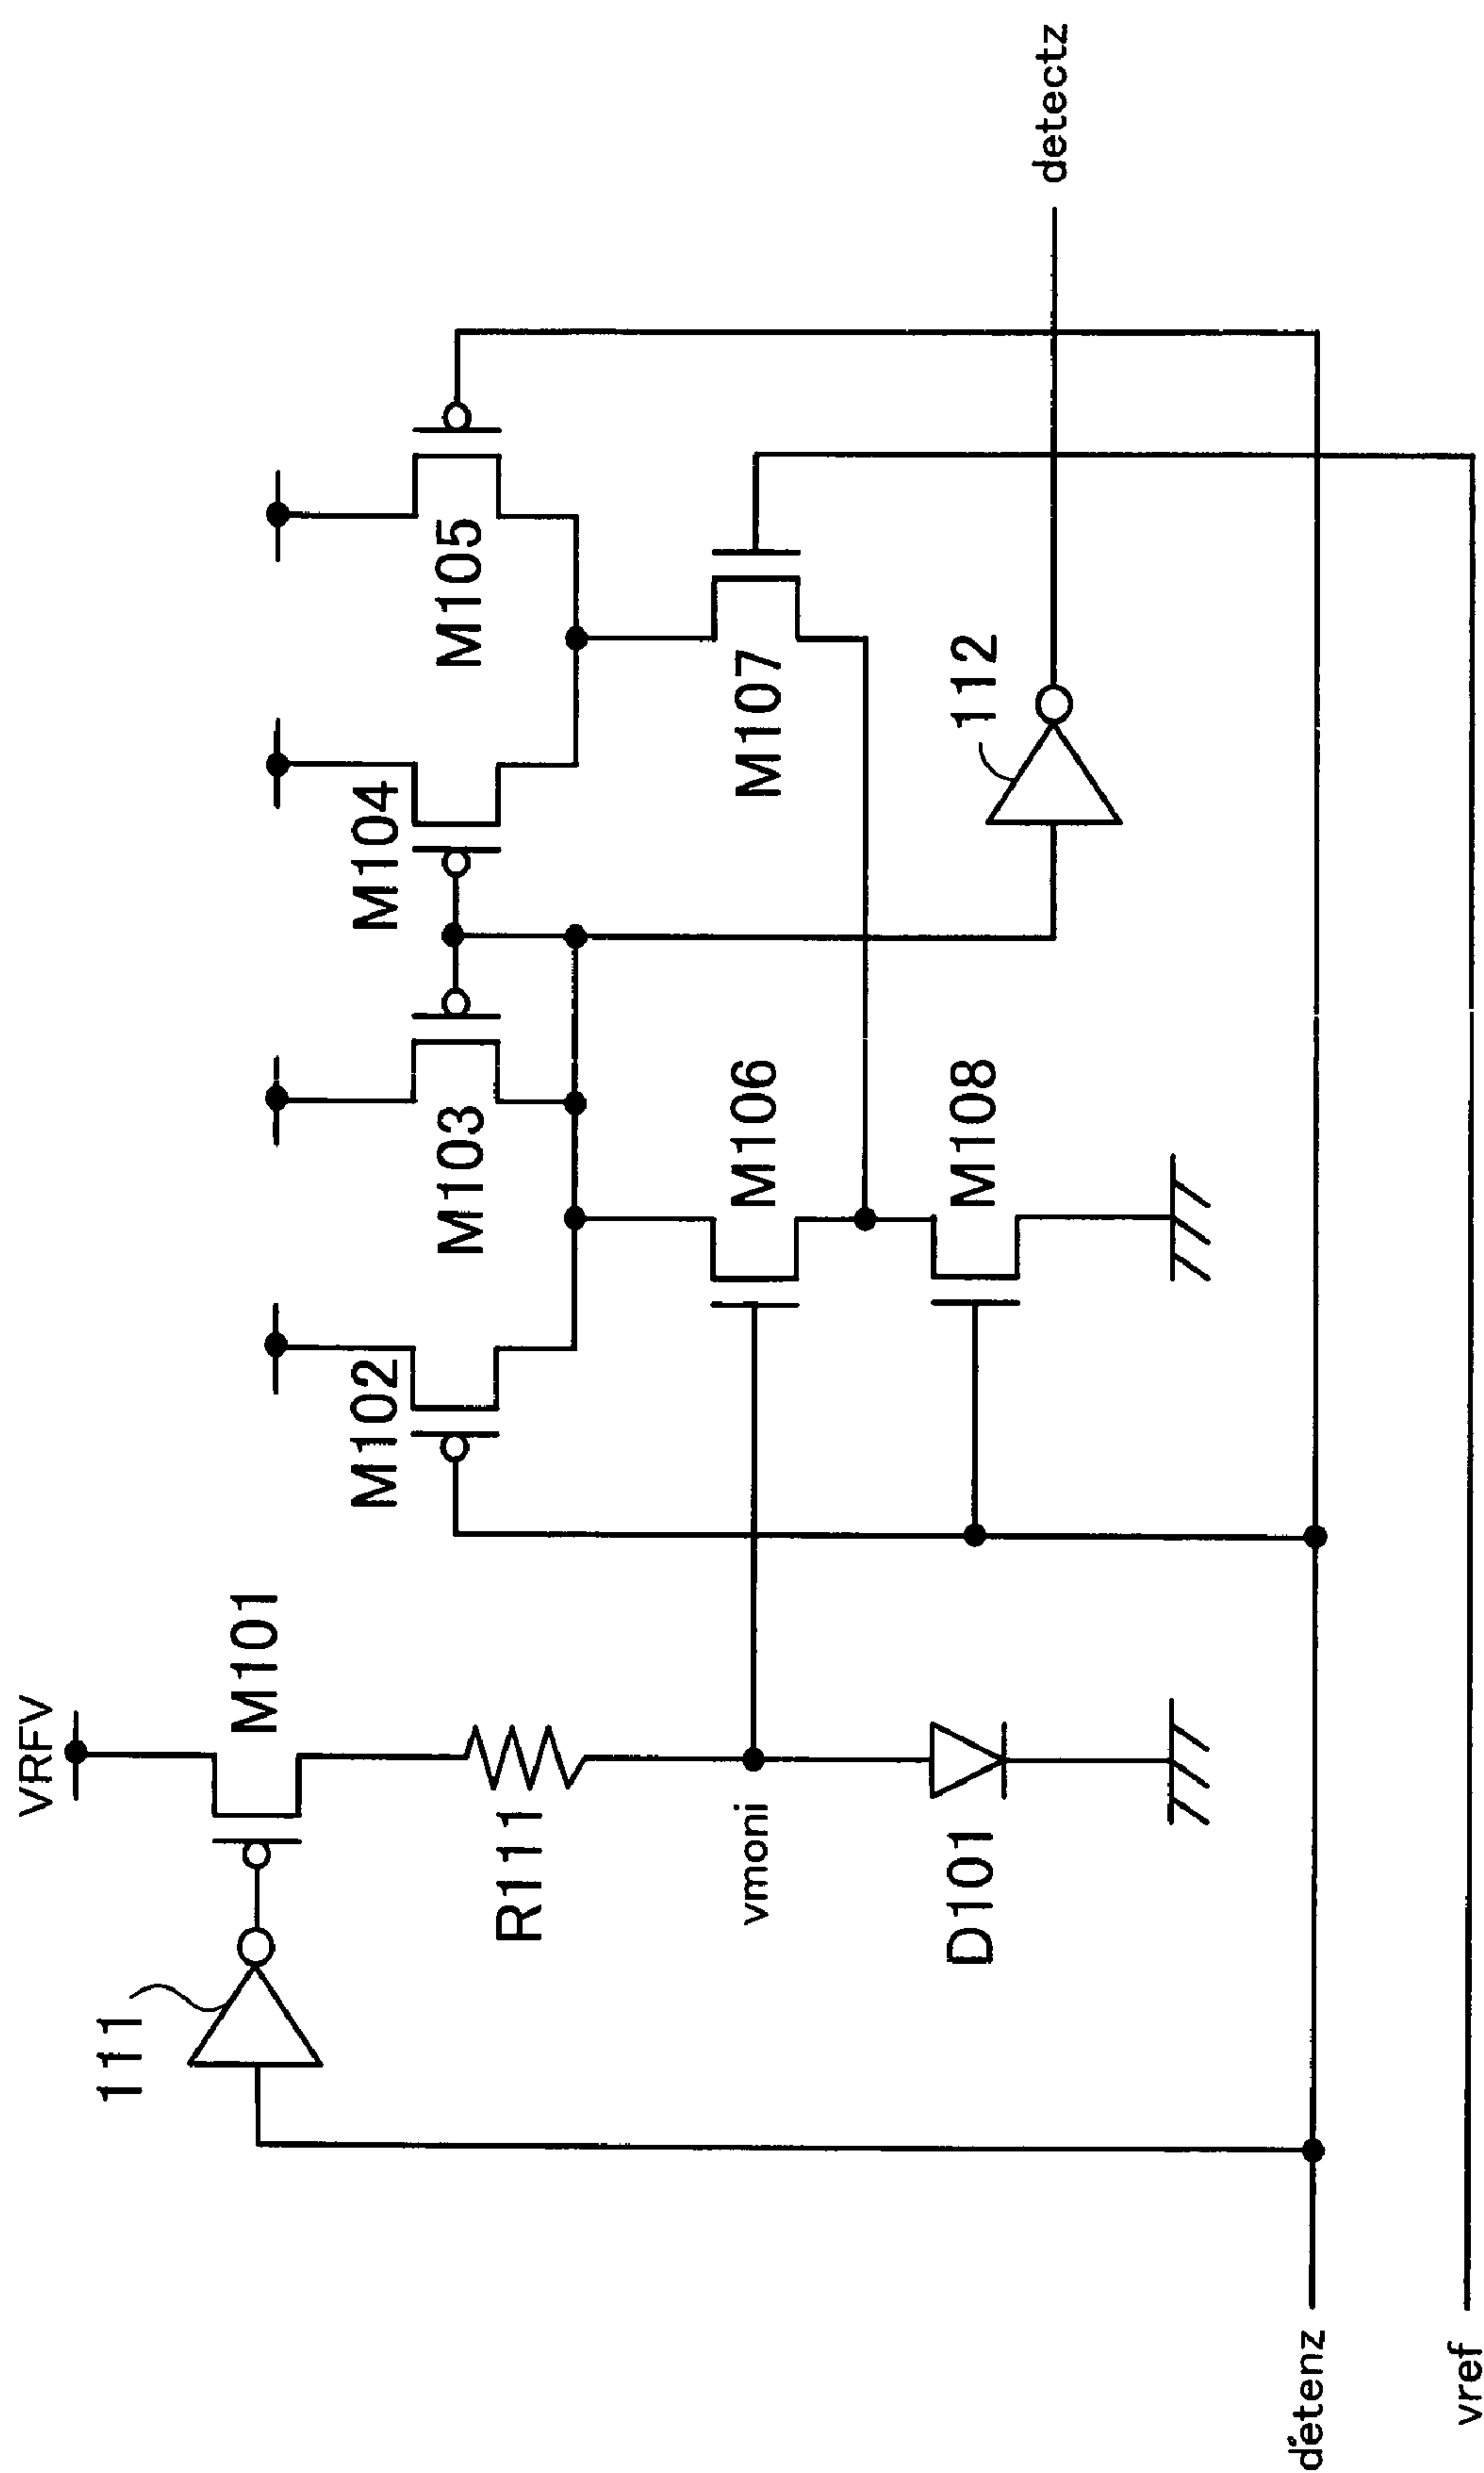 VRFV
111
M101
R111
vmoni
D101
M102
M103
M104
M105
M106
M107
M108
112
detectz
detenz
vref